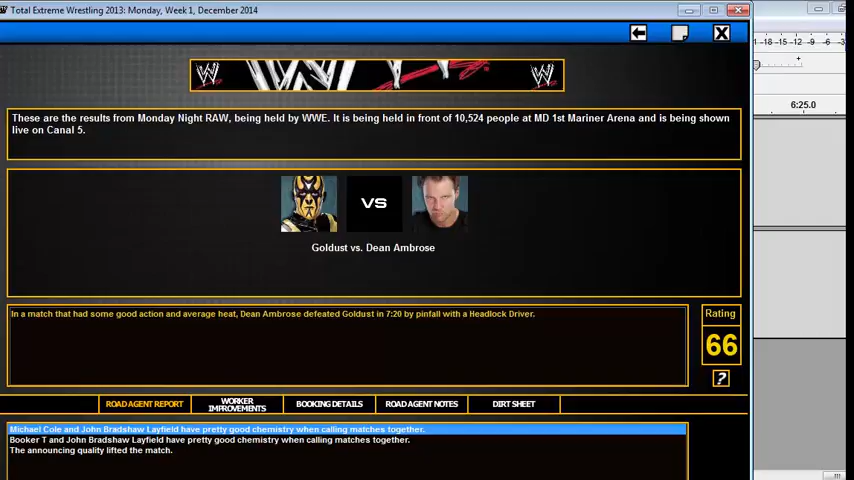 Total Extreme Wrestling 2013: Monday, Week 1, December 2014
-18 -15 -12 -9 -6 -3
6:25.0
These are the results from Monday Night RAW, being held by WWE. It is being held in front of 10,524 people at MD 1st Mariner Arena and is being shown
live on Canal 5.
VS
Goldust vs. Dean Ambrose
In a match that had some good action and average heat, Dean Ambrose defeated Goldust in 7:20 by pinfall with a Headlock Driver.
Rating
66
?
ROAD AGENT REPORT
WORKER
IMPROVEMENTS
BOOKING DETAILS
ROAD AGENT NOTES
DIRT SHEET
Michael Cole and John Bradshaw Layfield have pretty good chemistry when calling matches together.
Booker T and John Bradshaw Layfield have pretty good chemistry when calling matches together.
The announcing quality lifted the match.